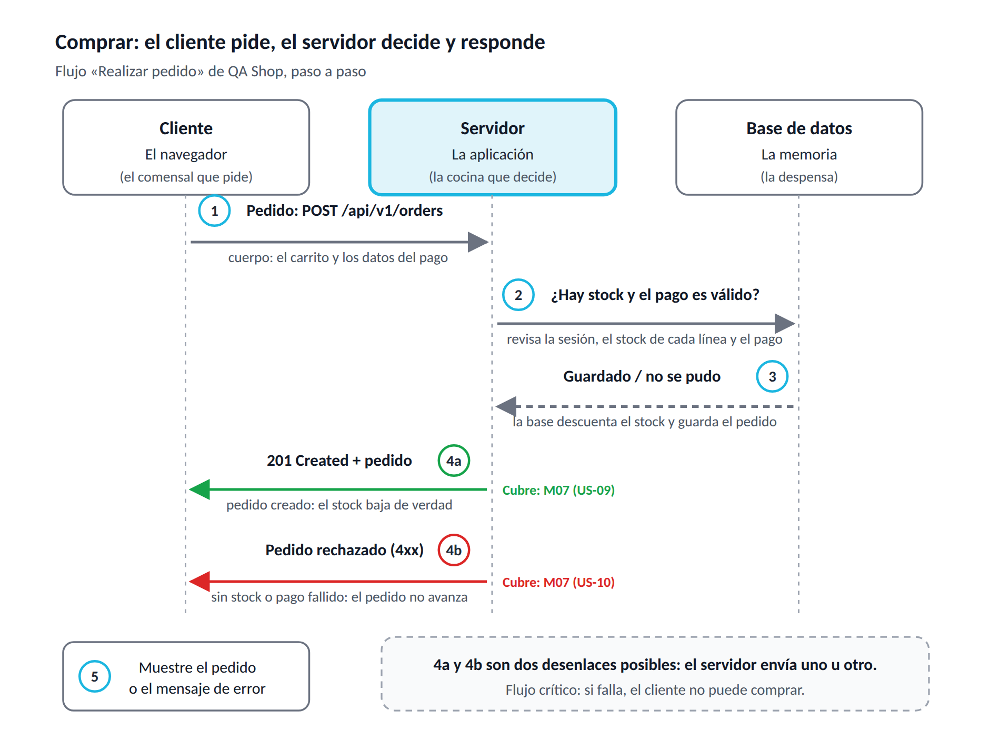 Comprar: el cliente pide, el servidor decide y responde
Flujo «Realizar pedido» de QA Shop, paso a paso
Cliente
El navegador
(el comensal que pide)
Servidor
La aplicación
(la cocina que decide)
Base de datos
La memoria
(la despensa)
1 Pedido: POST /api/v1/orders
cuerpo: el carrito y los datos del pago
2 ¿Hay stock y el pago es válido?
revisa la sesión, el stock de cada línea y el pago
Guardado / no se pudo 3
la base descuenta el stock y guarda el pedido
201 Created + pedido 4a
Cubre: M07 (US-09)
pedido creado: el stock baja de verdad
Pedido rechazado (4xx) 4b
Cubre: M07 (US-10)
sin stock o pago fallido: el pedido no avanza
5
Muestre el pedido
o el mensaje de error
4a y 4b son dos desenlaces posibles: el servidor envía uno u otro.
Flujo crítico: si falla, el cliente no puede comprar.